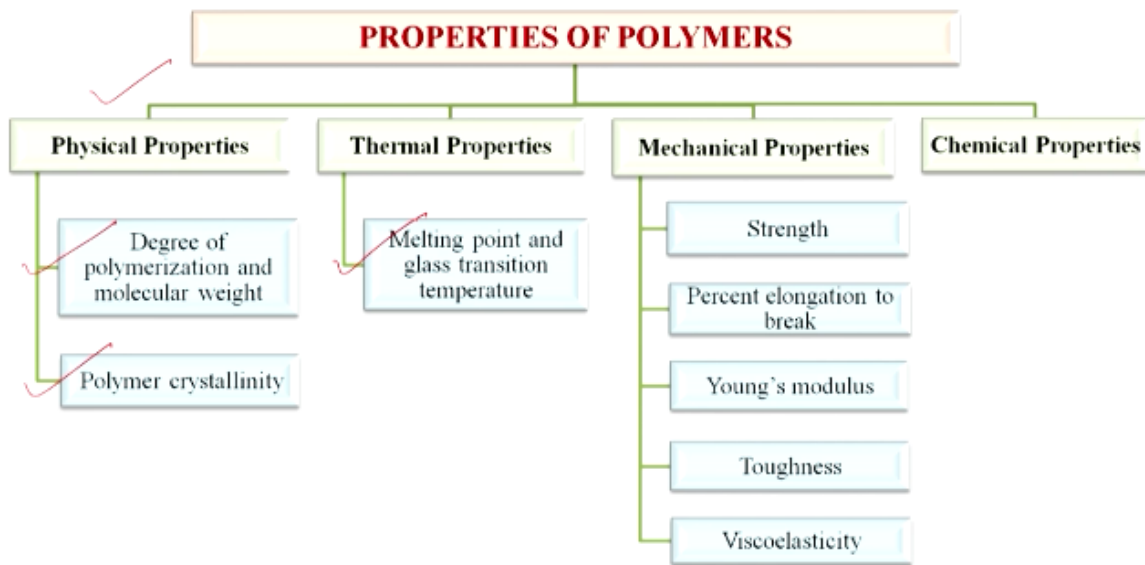 PROPERTIES OF POLYMERS
Physical Properties
Thermal Properties
Mechanical Properties
Chemical Properties
Degree of
polymerization and
molecular weight
Polymer crystallinity
Melting point and
glass transition
temperature
Strength
Percent elongation to
break
Young's modulus
Toughness
Viscoelasticity